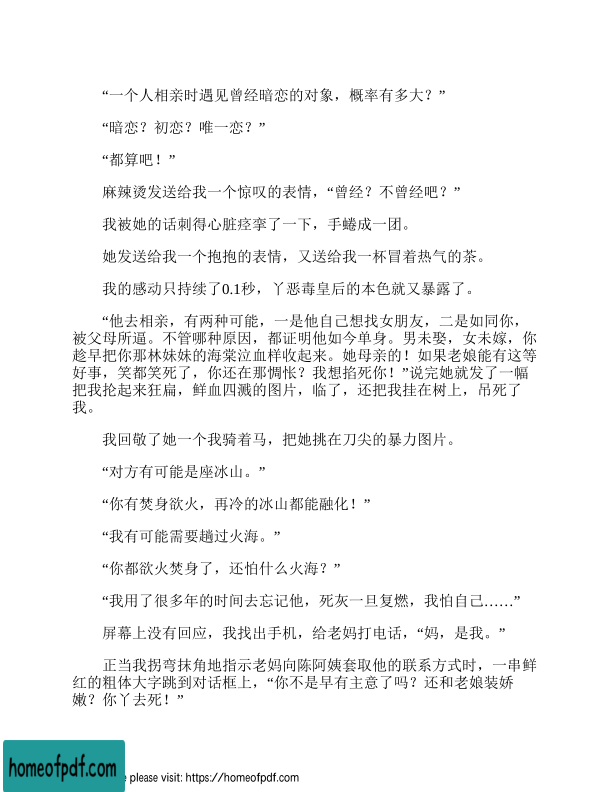 “一个人相亲时遇见曾经暗恋的对象，概率有多大？”
“暗恋？初恋？唯一恋？”
“都算吧！”
麻辣烫发送给我一个惊叹的表情，“曾经？不曾经吧？”
我被她的话刺得心脏痉挛了一下，手蜷成一团。
她发送给我一个抱抱的表情，又送给我一杯冒着热气的茶。
我的感动只持续了0.1秒，丫恶毒皇后的本色就又暴露了。
“他去相亲，有两种可能，一是他自己想找女朋友，二是如同你，
被父母所逼。不管哪种原因，都证明他如今单身。男未娶，女未嫁，你
趁早把你那林妹妹的海棠泣血样收起来。她母亲的！如果老娘能有这等
好事，笑都笑死了，你还在那惆怅？我想掐死你！”说完她就发了一幅
把我抡起来狂扁，鲜血四溅的图片，临了，还把我挂在树上，吊死了
我。
我回敬了她一个我骑着马，把她挑在刀尖的暴力图片。
“对方有可能是座冰山。”
“你有焚身欲火，再冷的冰山都能融化！”
“我有可能需要趟过火海。”
“你都欲火焚身了，还怕什么火海？”
“我用了很多年的时间去忘记他，死灰一旦复燃，我怕自己……”
屏幕上没有回应，我找出手机，给老妈打电话，“妈，是我。”
正当我拐弯抹角地指示老妈向陈阿姨套取他的联系方式时，一串鲜
红的粗体大字跳到对话框上，“你不是早有主意了吗？还和老娘装娇
嫩？你丫去死！”
homeofpdf.com
please visit: https://homeofpdf.com